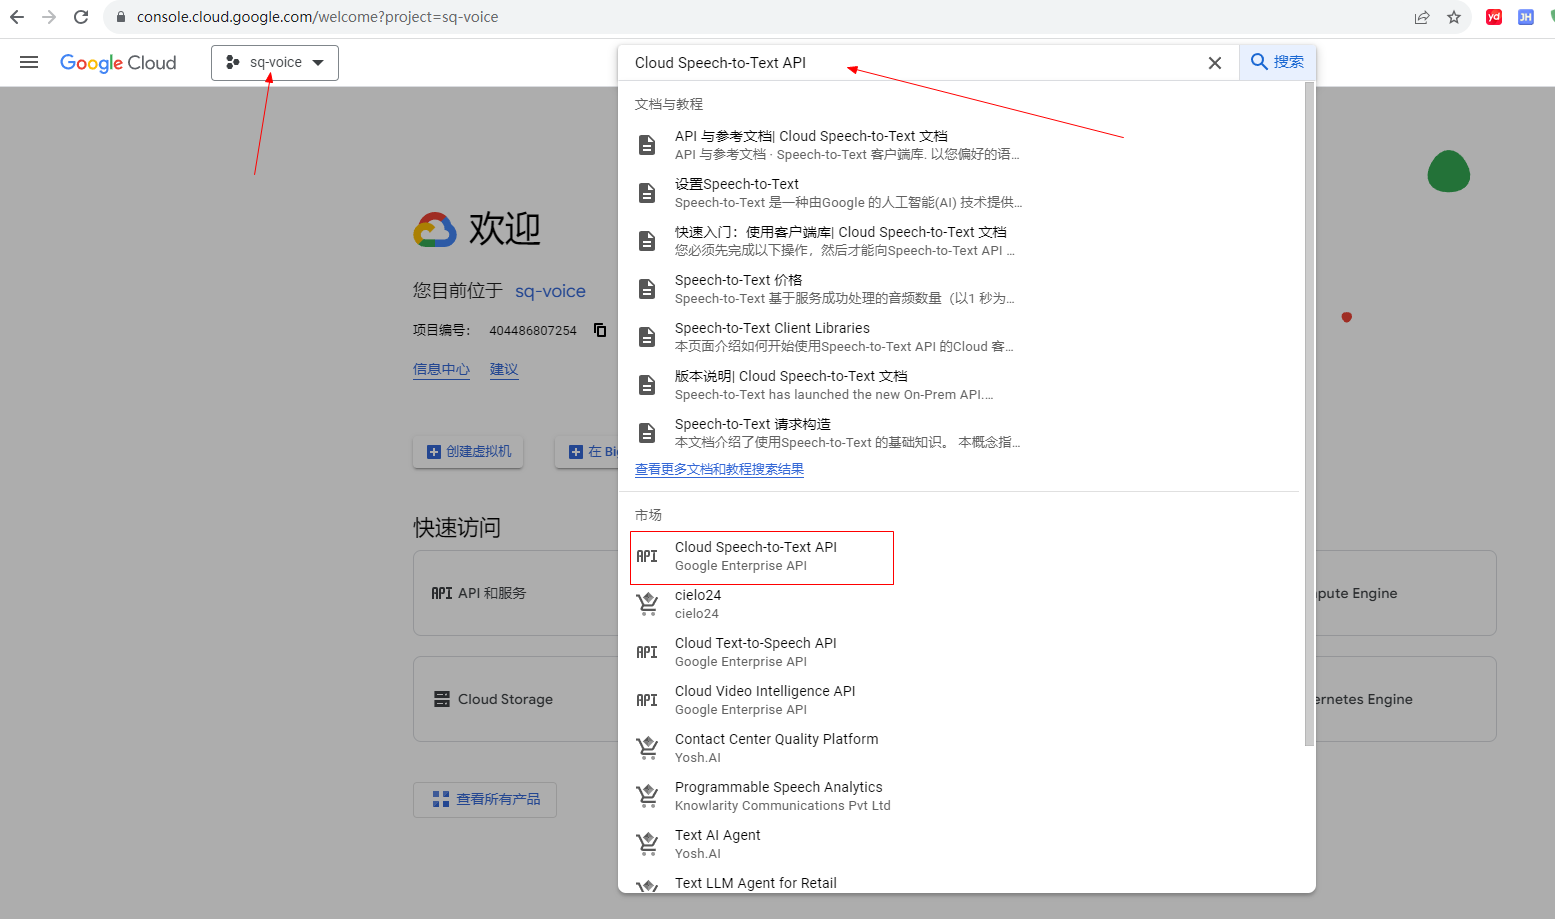 console.cloud.google.com/welcome?project=sq-voice
yd
JH
Google Cloud
sq-voice
Cloud Speech-to-Text API
搜索
文档与教程
API 与参考文档| Cloud Speech-to-Text 文档
API 与参考文档 · Speech-to-Text 客户端库. 以您偏好的语...
设置Speech-to-Text
Speech-to-Text 是一种由Google 的人工智能(AI) 技术提供...
快速入门：使用客户端库| Cloud Speech-to-Text 文档
您必须先完成以下操作，然后才能向Speech-to-Text API ...
Speech-to-Text 价格
Speech-to-Text 基于服务成功处理的音频数量（以1 秒为...
Speech-to-Text Client Libraries
本页面介绍如何开始使用Speech-to-Text API 的Cloud 客...
版本说明| Cloud Speech-to-Text 文档
Speech-to-Text has launched the new On-Prem API....
Speech-to-Text 请求构造
本文档介绍了使用Speech-to-Text 的基础知识。 本概念指...
查看更多文档和教程搜索结果
市场
API
Cloud Speech-to-Text API
Google Enterprise API
cielo24
cielo24
API
Cloud Text-to-Speech API
Google Enterprise API
API
Cloud Video Intelligence API
Google Enterprise API
Contact Center Quality Platform
Yosh.AI
Programmable Speech Analytics
Knowlarity Communications Pvt Ltd
Text AI Agent
Yosh.AI
Text LLM Agent for Retail
欢迎
您目前位于 sq-voice
项目编号： 404486807254
信息中心 建议
创建虚拟机
在 Bi
快速访问
API API 和服务
pute Engine
Cloud Storage
ernetes Engine
查看所有产品